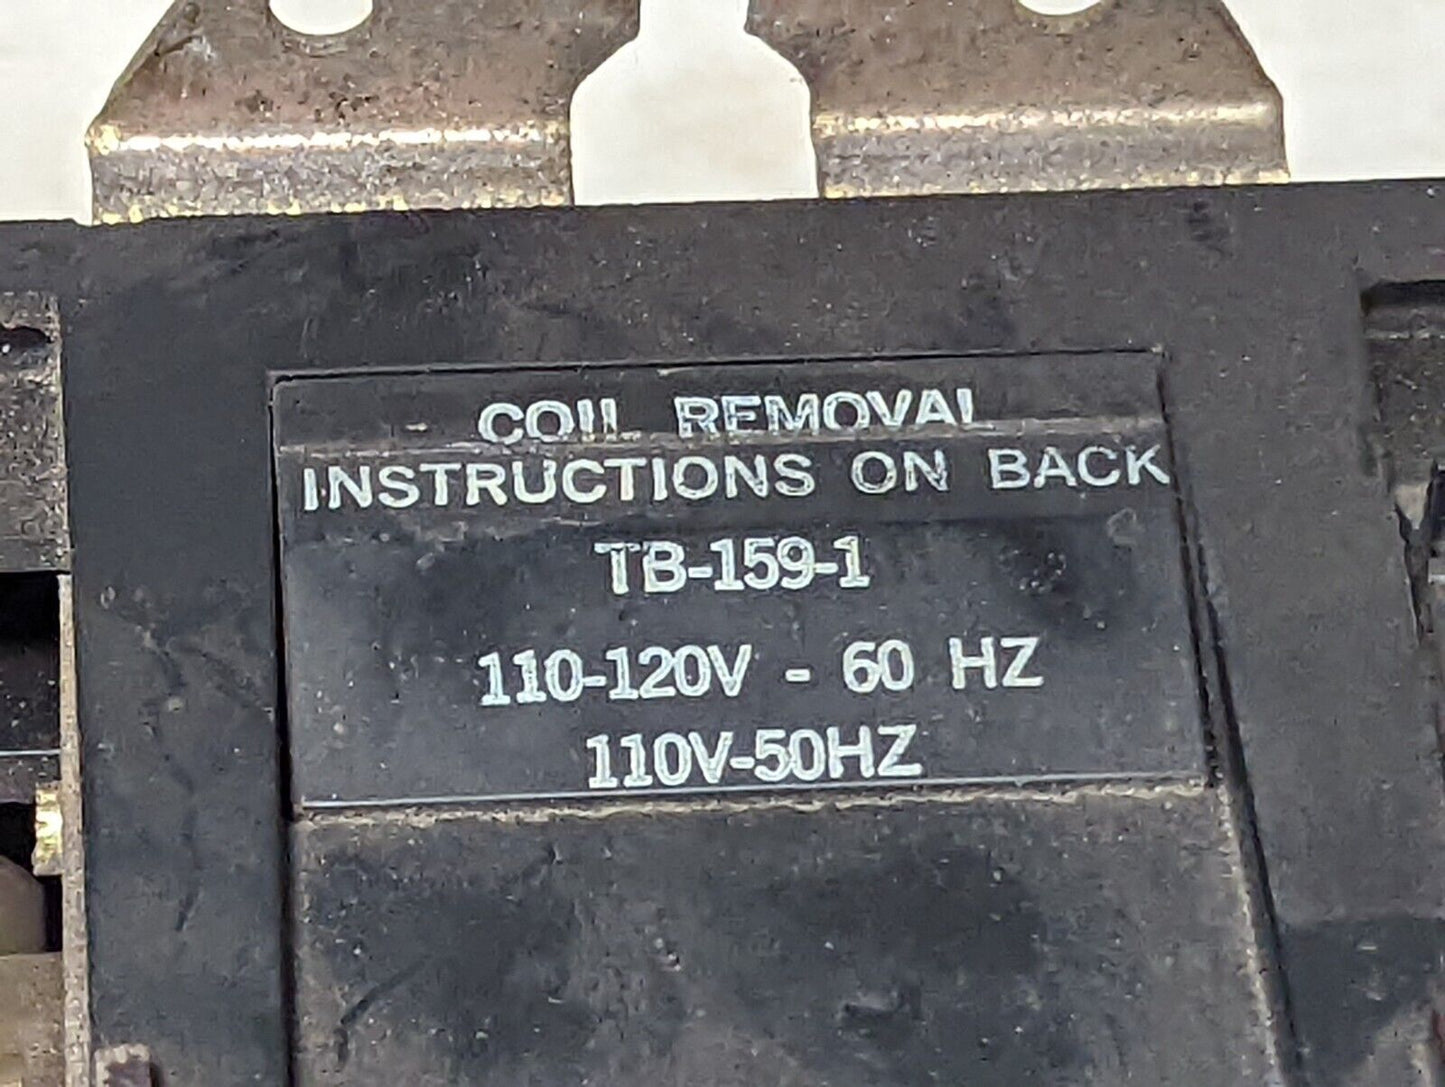 COIL REMOVAL
INSTRUCTIONS ON BACK
TB-159-1
110-120V - 60 HZ
110V-50HZ